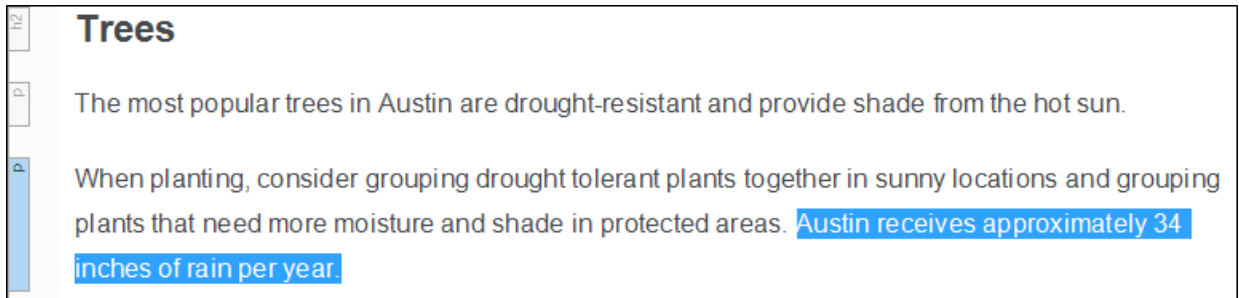 h2
Trees
p
The most popular trees in Austin are drought-resistant and provide shade from the hot sun.
p
When planting, consider grouping drought tolerant plants together in sunny locations and grouping
plants that need more moisture and shade in protected areas. Austin receives approximately 34
inches of rain per year.